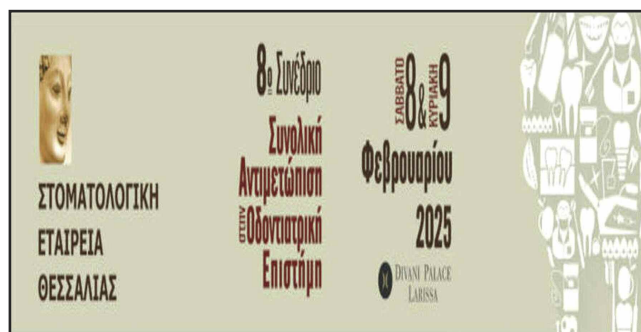 ΣΤΟΜΑΤΟΛΟΓΙΚΗ
ΕΤΑΙΡΕΙΑ
ΘΕΣΣΑΛΙΑΣ
8ο Συνέδριο
Συνολική
Αντιμετώπιση
στην Οδοντιατρική
Επιστήμη
ΣΑΒΒΑΤΟ 8 & ΚΥΡΙΑΚΗ 9
Φεβρουαρίου
2025
DIVANI PALACE
LARISSA